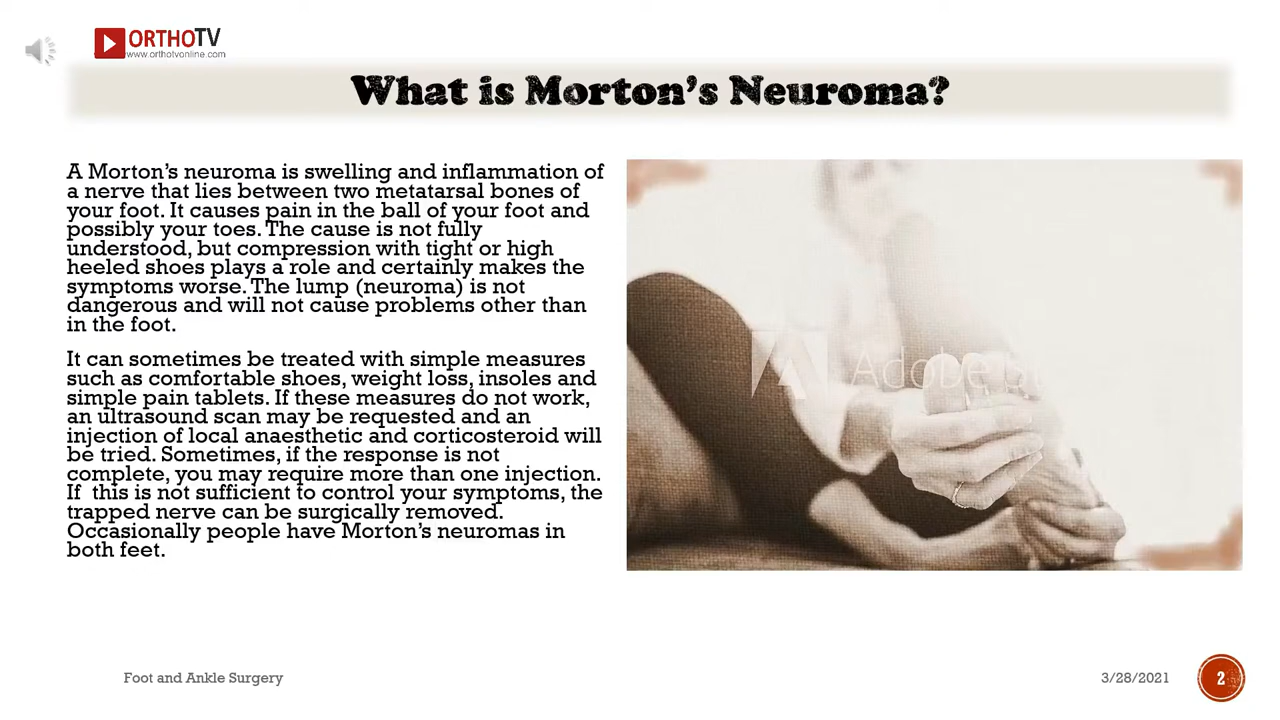 ORTHOTV
www.orthotvonline.com
What is Morton's Neuroma?
A Morton's neuroma is swelling and inflammation of
a nerve that lies between two metatarsal bones of
your foot. It causes pain in the ball of your foot and
possibly your toes. The cause is not fully
understood, but compression with tight or high
heeled shoes plays a role and certainly makes the
symptoms worse. The lump (neuroma) is not
dangerous and will not cause problems other than
in the foot.
It can sometimes be treated with simple measures
such as comfortable shoes, weight loss, insoles and
simple pain tablets. If these measures do not work,
an ultrasound scan may be requested and an
injection of local anaesthetic and corticosteroid will
be tried. Sometimes, if the response is not
complete, you may require more than one injection.
If  this is not sufficient to control your symptoms, the
trapped nerve can be surgically removed.
Occasionally people have Morton's neuromas in
both feet.
Adobe
Foot and Ankle Surgery
3/28/2021
2